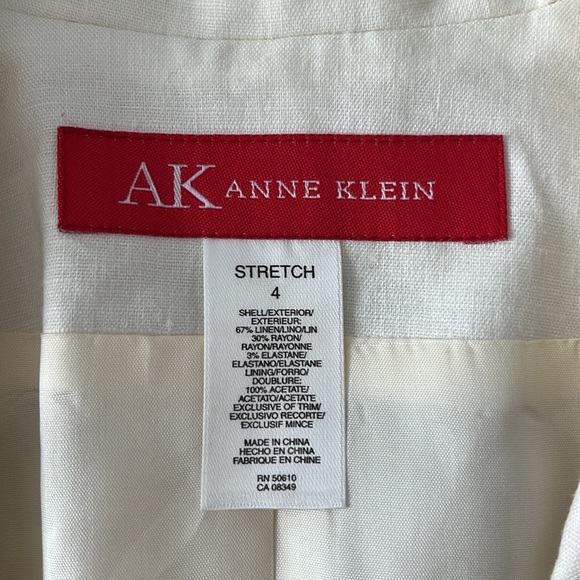 AK ANNE KLEIN
STRETCH
4
SHELL/EXTERIOR/
EXTERIEUR:
67% LINEN/LINO/LIN
30% RAYON/
RAYON/RAYONNE
3% ELASTANE/
ELASTANO/ELASTANE
LINING/FORRO/
DOUBLURE:
100% ACETATE/
ACETATO/ACETATE
EXCLUSIVE OF TRIM/
EXCLUSIVO RECORTE/
EXCLUSIF MINCE
MADE IN CHINA
HECHO EN CHINA
FABRIQUE EN CHINE
RN 50610
CA 08349